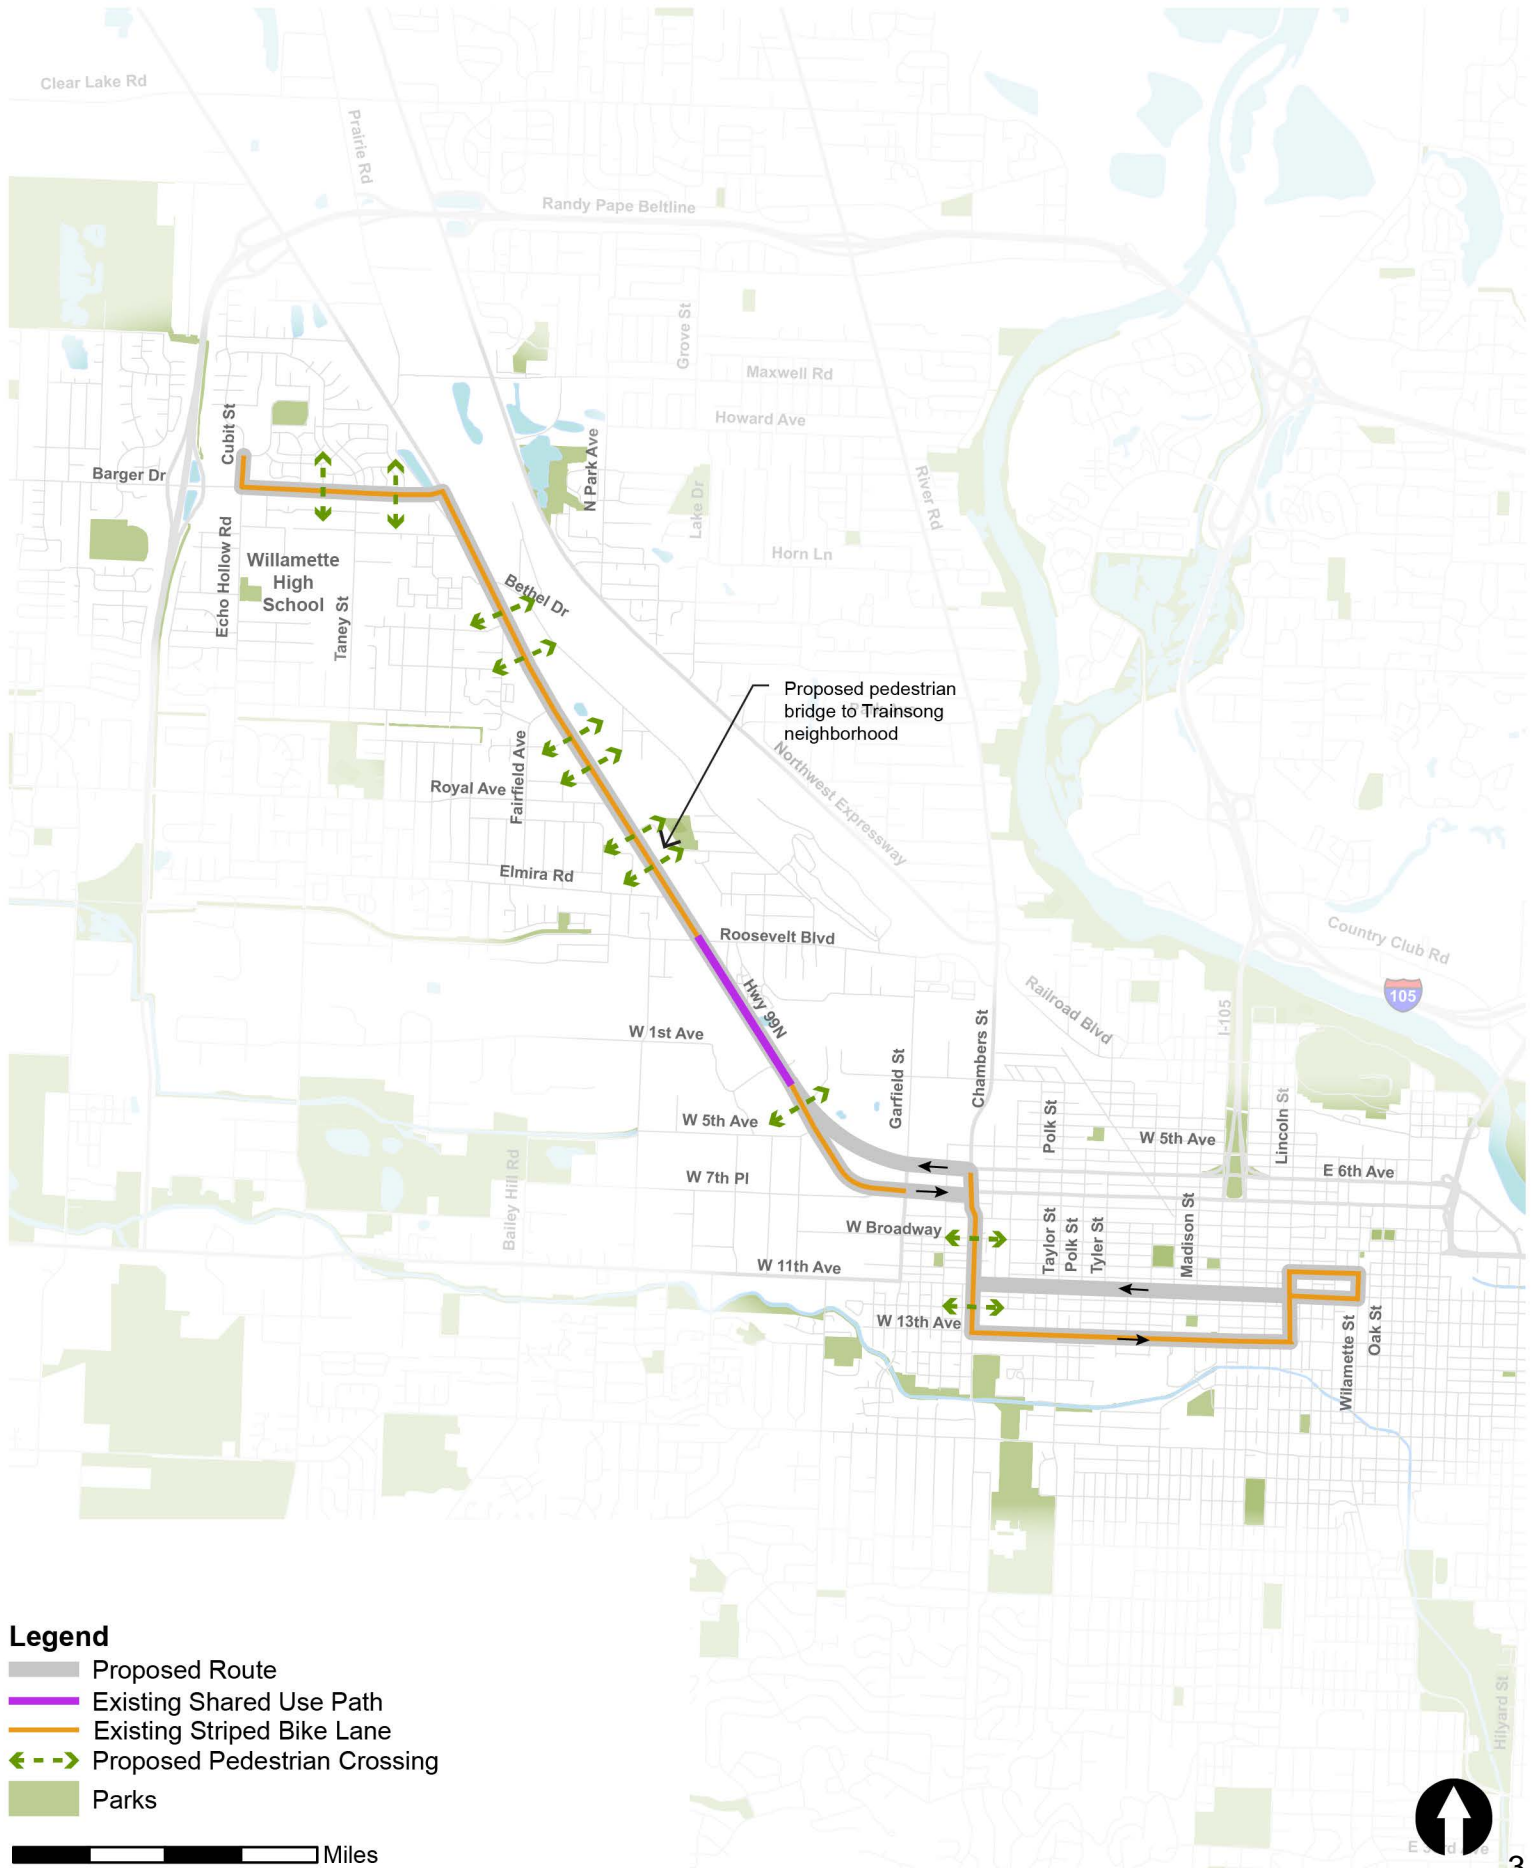 Clear Lake Rd
Prairie Rd
Randy Pape Beltline
Grove St
Maxwell Rd
Howard Ave
Cubit St
Barger Dr
N Park Ave
Lake Dr
River Rd
Horn Ln
Echo Hollow Rd
Willamette
High
School
Taney St
Bethel Dr
Proposed pedestrian
bridge to Trainsong
neighborhood
Northwest Expressway
Fairfield Ave
Royal Ave
Elmira Rd
Roosevelt Blvd
Country Club Rd
105
Hwy 99N
Railroad Blvd
I-105
W 1st Ave
Garfield St
Chambers St
Polk St
Lincoln St
W 5th Ave
W 5th Ave
E 6th Ave
W 7th Pl
Bailey Hill Rd
W Broadway
Taylor St
Polk St
Tyler St
Madison St
W 11th Ave
W 13th Ave
Wilamette St
Oak St
Hilyard St
Legend
Proposed Route
Existing Shared Use Path
Existing Striped Bike Lane
Proposed Pedestrian Crossing
Parks
Miles